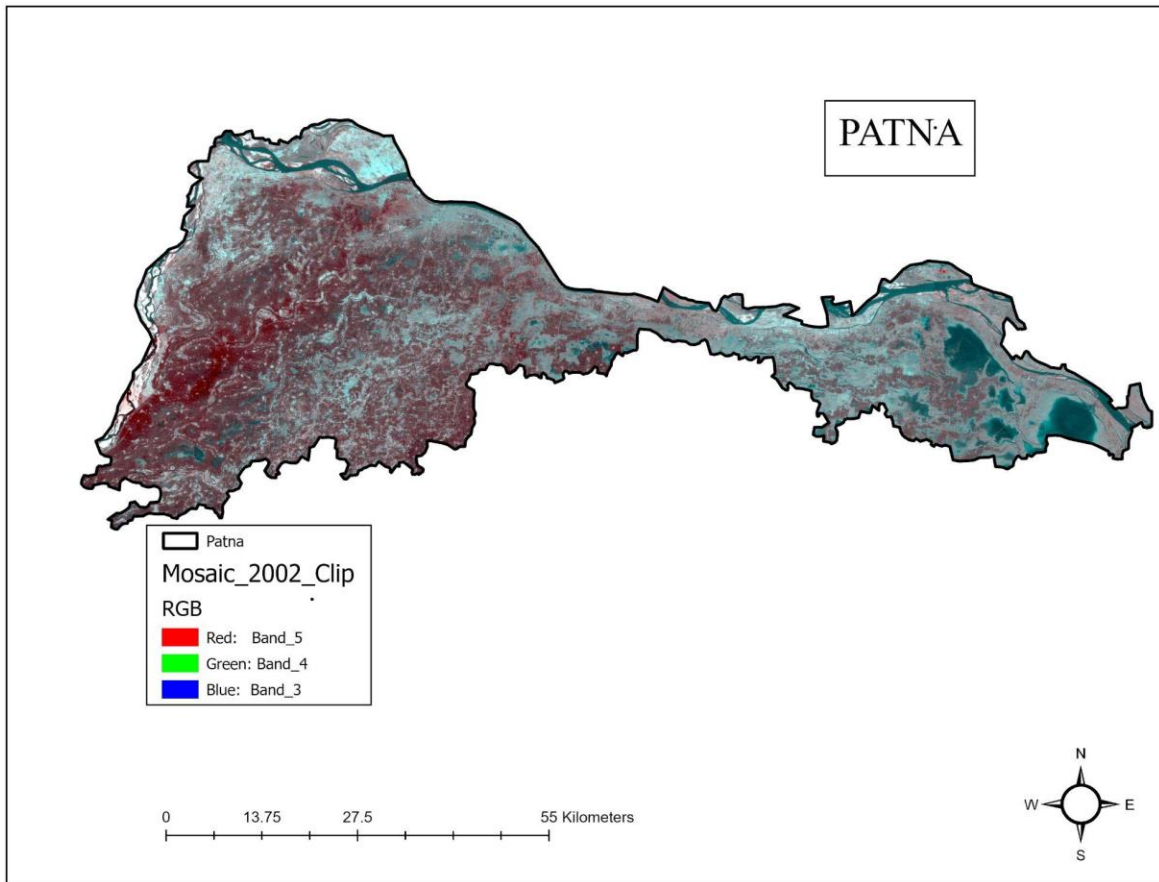 PATNA
Patna
Mosaic_2002_Clip
RGB
Red: Band_5
Green: Band_4
Blue: Band_3
0 13.75 27.5 55 Kilometers
N
W E
S